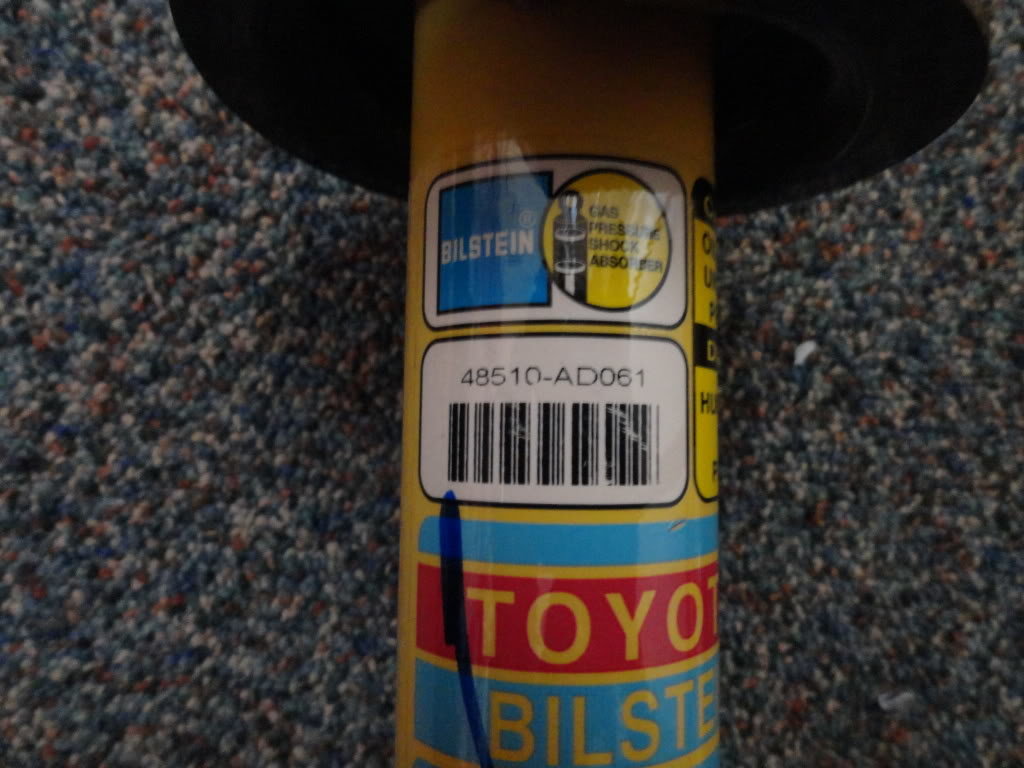 BILSTEIN®
GAS
PRESSURE
SHOCK
ABSORBER
48510-AD061
TOYOT
BILSTE